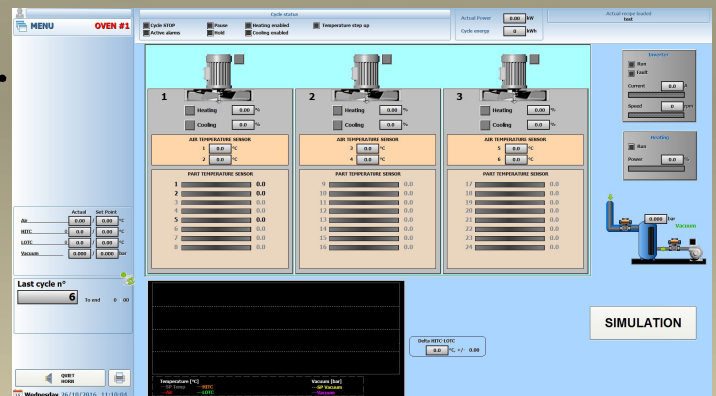 MENU OVEN #1
Cycle status
Cycle STOP Pause Heating enabled Temperature step up
Active alarms Hold Cooling enabled
Actual Power 0.00 kW
Cycle energy 0 kWh
Actual recipe loaded
test
1 2 3
Heating 0.00 % Heating 0.00 % Heating 0.00 %
Cooling 0.00 % Cooling 0.00 % Cooling 0.00 %
AIR TEMPERATURE SENSOR AIR TEMPERATURE SENSOR AIR TEMPERATURE SENSOR
1 0.0 °C 3 0.0 °C 5 0.0 °C
2 0.0 °C 4 0.0 °C 6 0.0 °C
PART TEMPERATURE SENSOR PART TEMPERATURE SENSOR PART TEMPERATURE SENSOR
1 0.0 9 0.0 17 0.0
2 0.0 10 0.0 18 0.0
3 0.0 11 0.0 19 0.0
4 0.0 12 0.0 20 0.0
5 0.0 13 0.0 21 0.0
6 0.0 14 0.0 22 0.0
7 0.0 15 0.0 23 0.0
8 0.0 16 0.0 24 0.0
Inverter
Run
Fault
Current 0.0 A
Speed 0 rpm
Heating
Run
Power 0.0 %
0.000 bar
Vacuum
Actual Set Point
Air 0.00 / 0.00 °C
HITC 0 0.0 / 0.00 °C
LOTC 0 0.0 / 0.00 °C
Vacuum 0.000 / 0.000 bar
Last cycle n°
6 To end 0 00
QUIET
HORN
Wednesday 26/10/2016 11:10:04
Temperature [°C] Vacuum [bar]
SP Temp HITC SP Vacuum
Air LOTC Vacuum
Delta HITC-LOTC
0.0 °C, +/- 0.00
SIMULATION